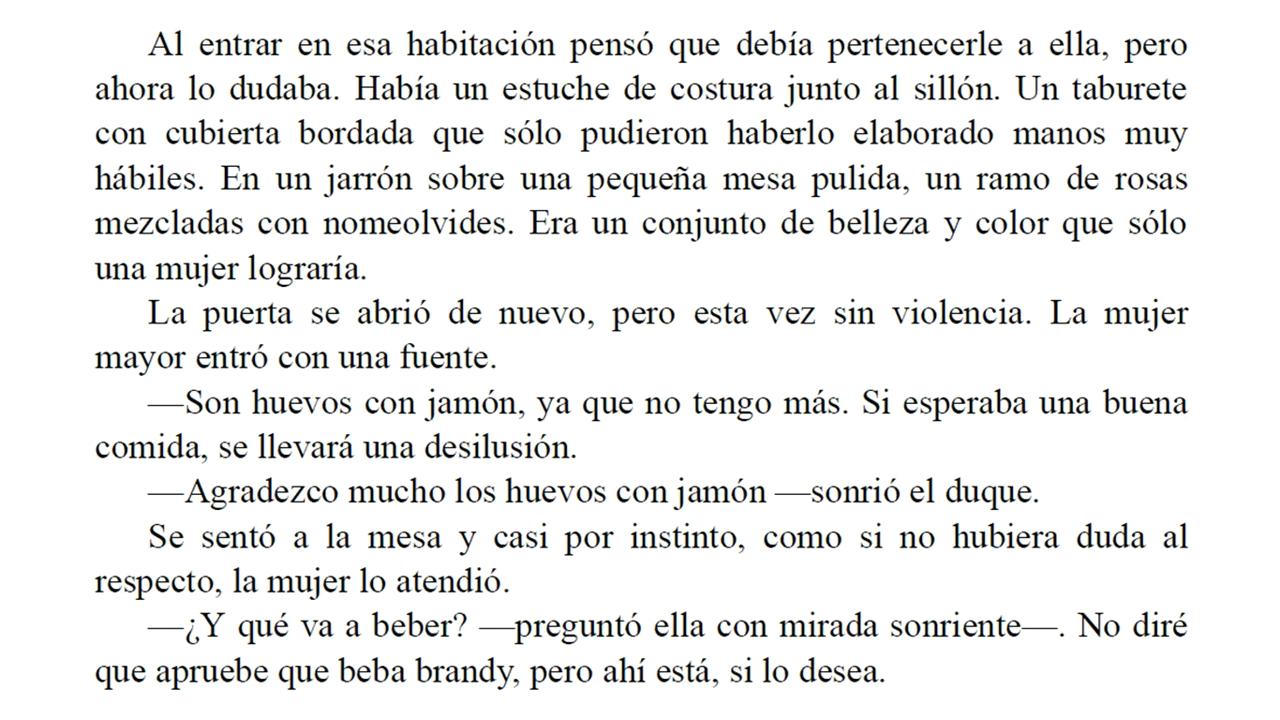 Al entrar en esa habitación pensó que debía pertenecerle a ella, pero
ahora lo dudaba. Había un estuche de costura junto al sillón. Un taburete
con cubierta bordada que sólo pudieron haberlo elaborado manos muy
hábiles. En un jarrón sobre una pequeña mesa pulida, un ramo de rosas
mezcladas con nomeolvides. Era un conjunto de belleza y color que sólo
una mujer lograría.
La puerta se abrió de nuevo, pero esta vez sin violencia. La mujer
mayor entró con una fuente.
—Son huevos con jamón, ya que no tengo más. Si esperaba una buena
comida, se llevará una desilusión.
—Agradezco mucho los huevos con jamón —sonrió el duque.
Se sentó a la mesa y casi por instinto, como si no hubiera duda al
respecto, la mujer lo atendió.
—¿Y qué va a beber? —preguntó ella con mirada sonriente—. No diré
que apruebe que beba brandy, pero ahí está, si lo desea.